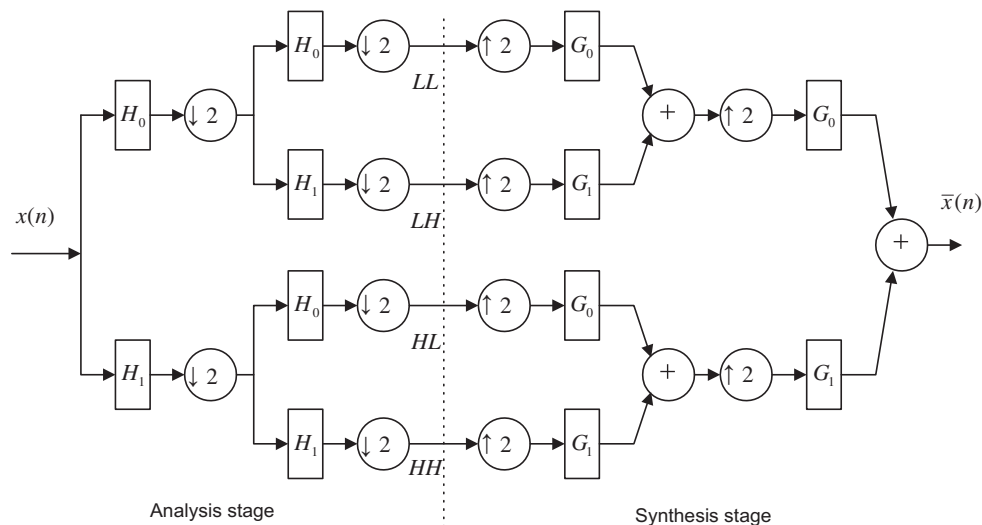 H₀ ↓ 2 LL ↑ 2 G₀
H₀ ↓ 2 + ↑ 2 G₀
H₁ ↓ 2 LH ↑ 2 G₁
x(n) x̅(n)
+
H₀ ↓ 2 HL ↑ 2 G₀
H₁ ↓ 2 + ↑ 2 G₁
H₁ ↓ 2 HH ↑ 2 G₁
Analysis stage Synthesis stage